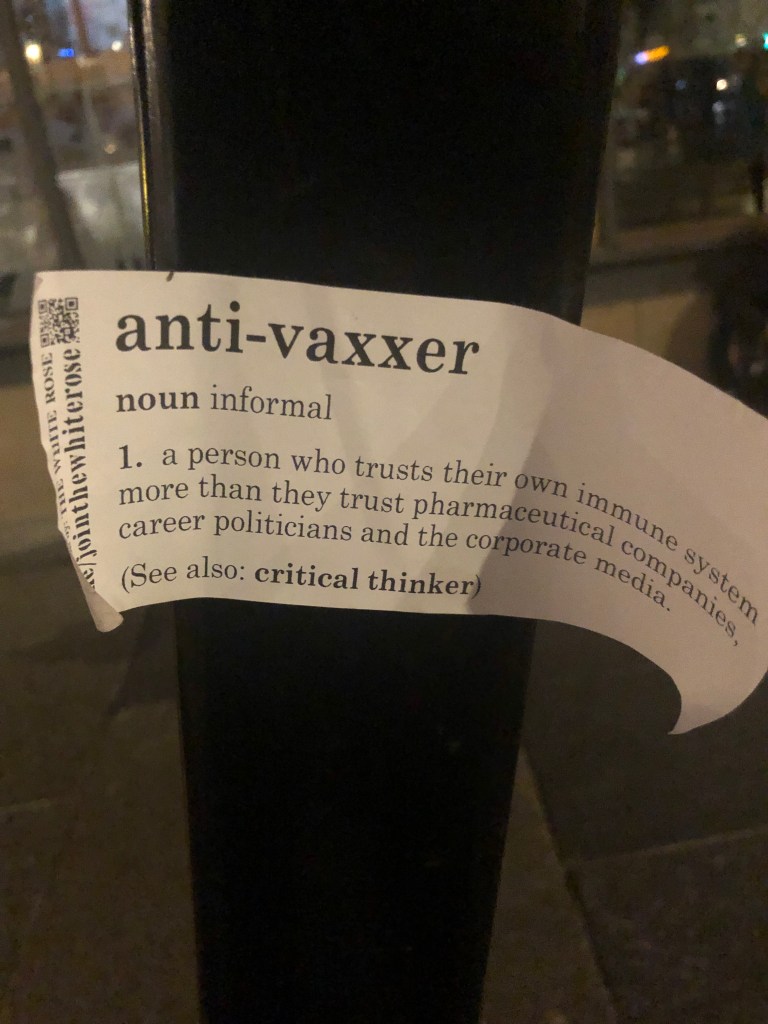 anti-vaxxer
noun informal
1. a person who trusts their own immune system
more than they trust pharmaceutical companies,
career politicians and the corporate media.
(See also: critical thinker)
THE WHITE ROSE
/jointhewhiterose